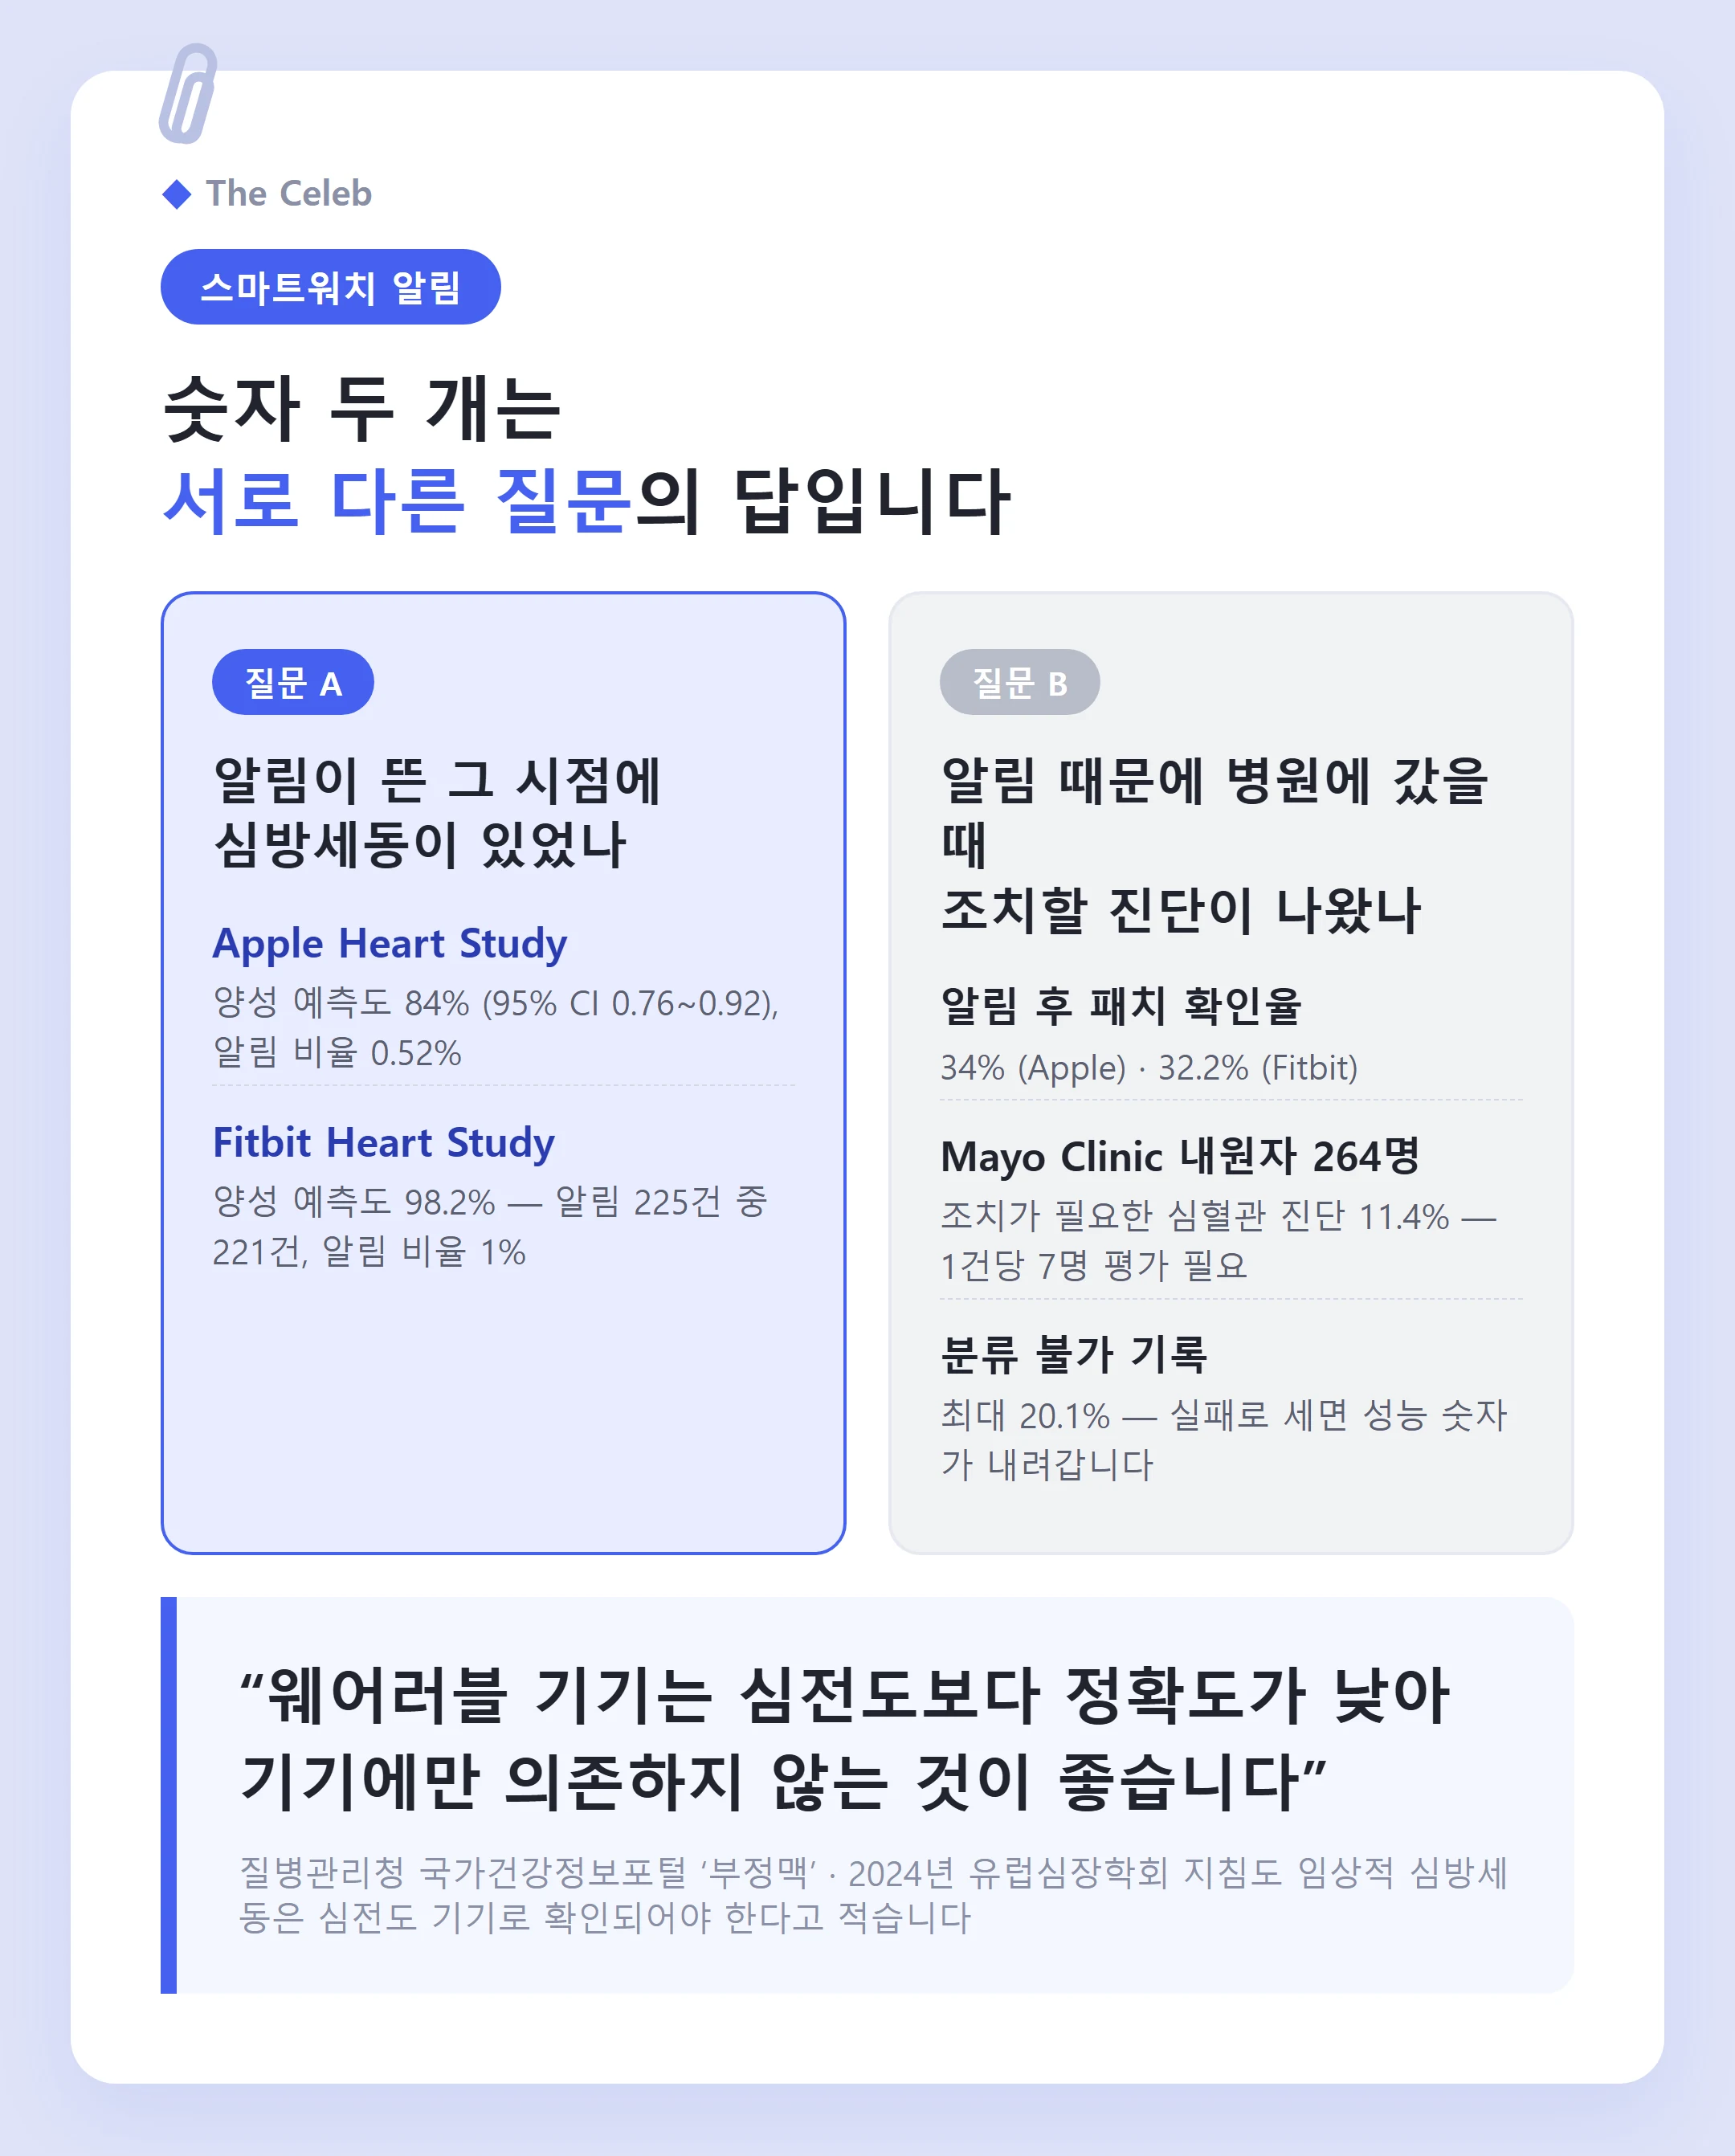 The Celeb
스마트워치 알림
숫자 두 개는
서로 다른 질문의 답입니다
질문 A
알림이 뜬 그 시점에
심방세동이 있었나
Apple Heart Study
양성 예측도 84% (95% CI 0.76~0.92),
알림 비율 0.52%
Fitbit Heart Study
양성 예측도 98.2% — 알림 225건 중
221건, 알림 비율 1%
질문 B
알림 때문에 병원에 갔을
때
조치할 진단이 나왔나
알림 후 패치 확인율
34% (Apple) · 32.2% (Fitbit)
Mayo Clinic 내원자 264명
조치가 필요한 심혈관 진단 11.4% —
1건당 7명 평가 필요
분류 불가 기록
최대 20.1% — 실패로 세면 성능 숫자
가 내려갑니다
“웨어러블 기기는 심전도보다 정확도가 낮아
기기에만 의존하지 않는 것이 좋습니다”
질병관리청 국가건강정보포털 ‘부정맥’ · 2024년 유럽심장학회 지침도 임상적 심방세
동은 심전도 기기로 확인되어야 한다고 적습니다